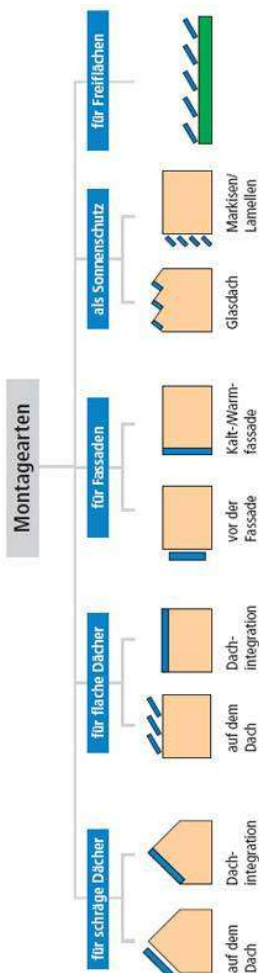 Montagearten
für schräge Dächer
für flache Dächer
für Fassaden
als Sonnenschutz
für Freiflächen
auf dem
Dach
Dach-
integration
auf dem
Dach
Dach-
integration
vor der
Fassade
Kalt-/Warm-
fassade
Glasdach
Markisen/
Lamellen